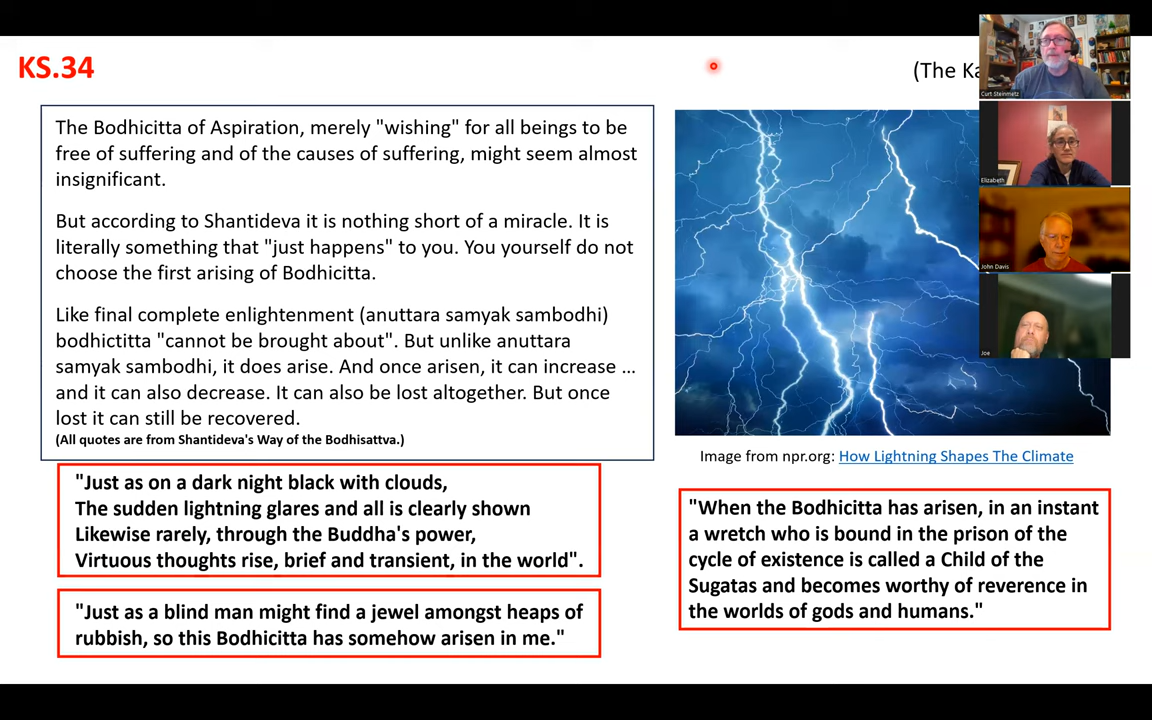 KS.34
(The Ka
The Bodhicitta of Aspiration, merely "wishing" for all beings to be
free of suffering and of the causes of suffering, might seem almost
insignificant.
But according to Shantideva it is nothing short of a miracle. It is
literally something that "just happens" to you. You yourself do not
choose the first arising of Bodhicitta.
Like final complete enlightenment (anuttara samyak sambodhi)
bodhictitta "cannot be brought about". But unlike anuttara
samyak sambodhi, it does arise. And once arisen, it can increase ...
and it can also decrease. It can also be lost altogether. But once
lost it can still be recovered.
(All quotes are from Shantideva's Way of the Bodhisattva.)
"Just as on a dark night black with clouds,
The sudden lightning glares and all is clearly shown
Likewise rarely, through the Buddha's power,
Virtuous thoughts rise, brief and transient, in the world".
"Just as a blind man might find a jewel amongst heaps of
rubbish, so this Bodhicitta has somehow arisen in me."
Image from npr.org: How Lightning Shapes The Climate
"When the Bodhicitta has arisen, in an instant
a wretch who is bound in the prison of the
cycle of existence is called a Child of the
Sugatas and becomes worthy of reverence in
the worlds of gods and humans."
Curt Steinmetz
Elizabeth
John Davis
Joe